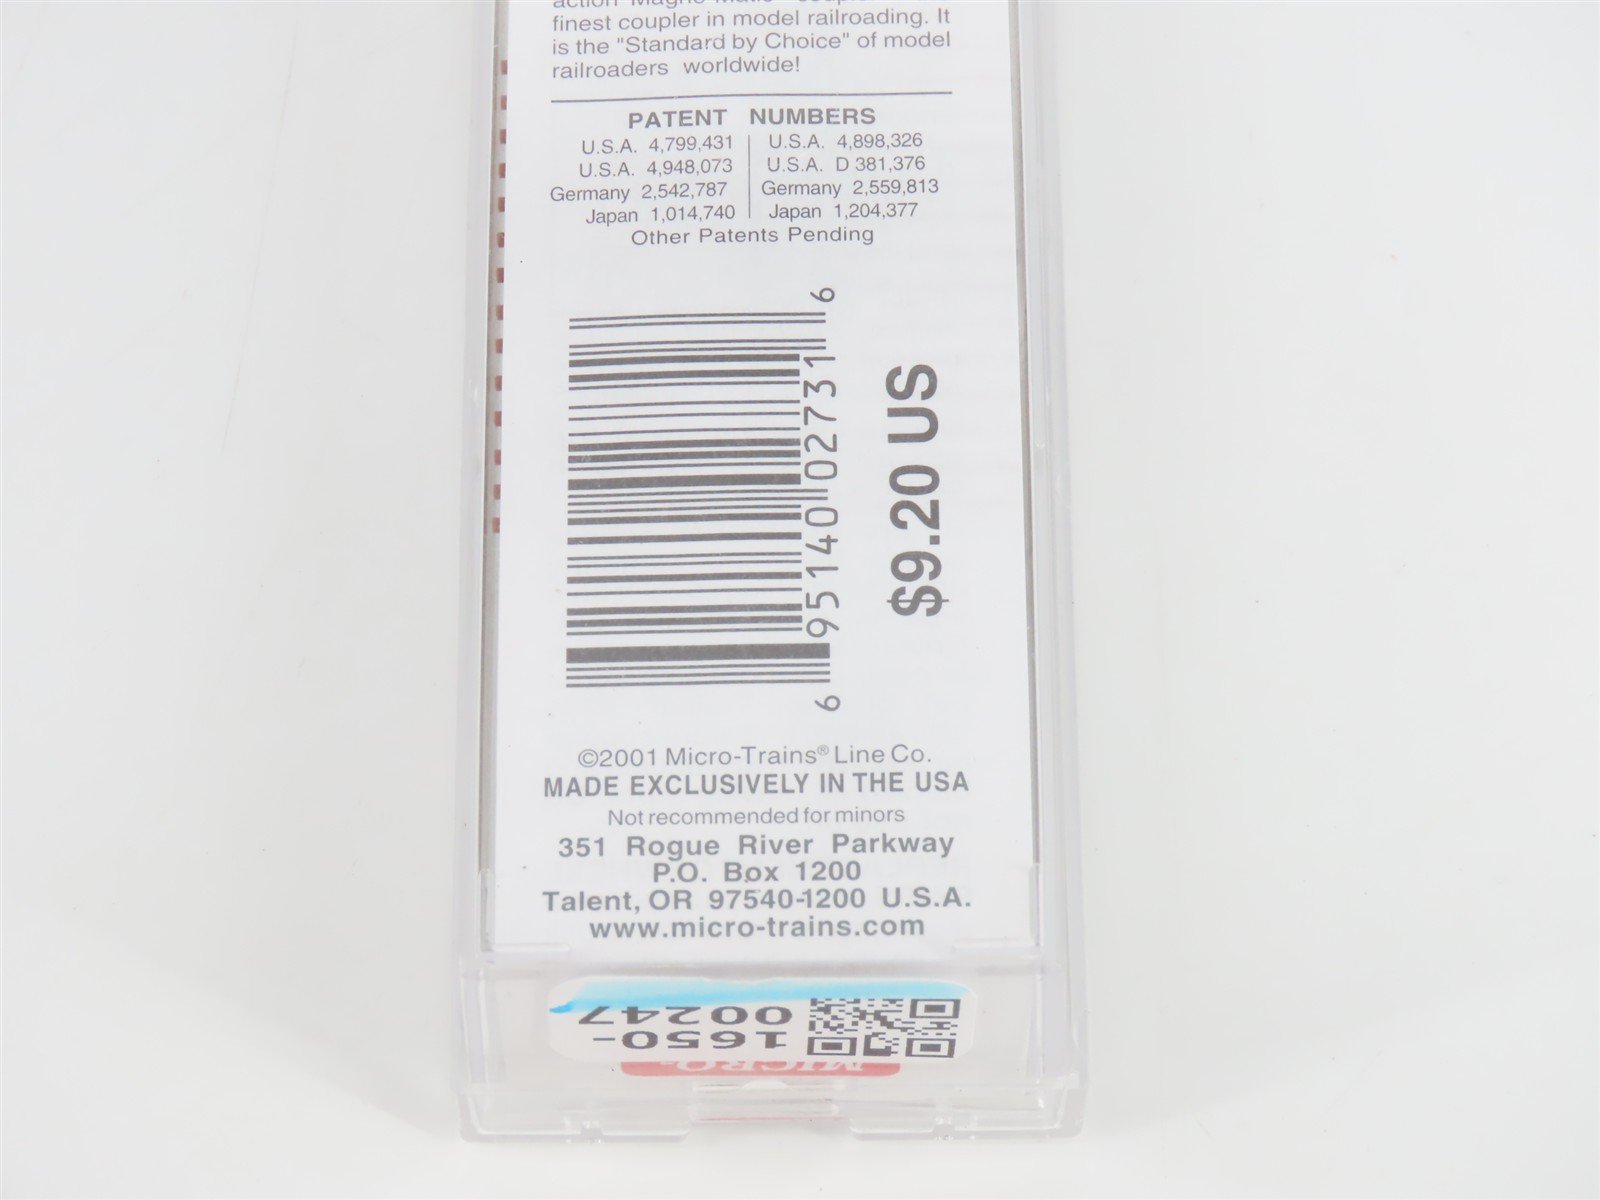 finest coupler in model railroading. It
is the "Standard by Choice" of model
railroaders worldwide!
PATENT NUMBERS
U.S.A. 4,799,431 U.S.A. 4,898,326
U.S.A. 4,948,073 U.S.A. D 381,376
Germany 2,542,787 Germany 2,559,813
Japan 1,014,740 Japan 1,204,377
Other Patents Pending
6 95140 02731 6
$9.20 US
©2001 Micro-Trains® Line Co.
MADE EXCLUSIVELY IN THE USA
Not recommended for minors
351 Rogue River Parkway
P.O. Box 1200
Talent, OR 97540-1200 U.S.A.
www.micro-trains.com
1650-
00247
MICRO-